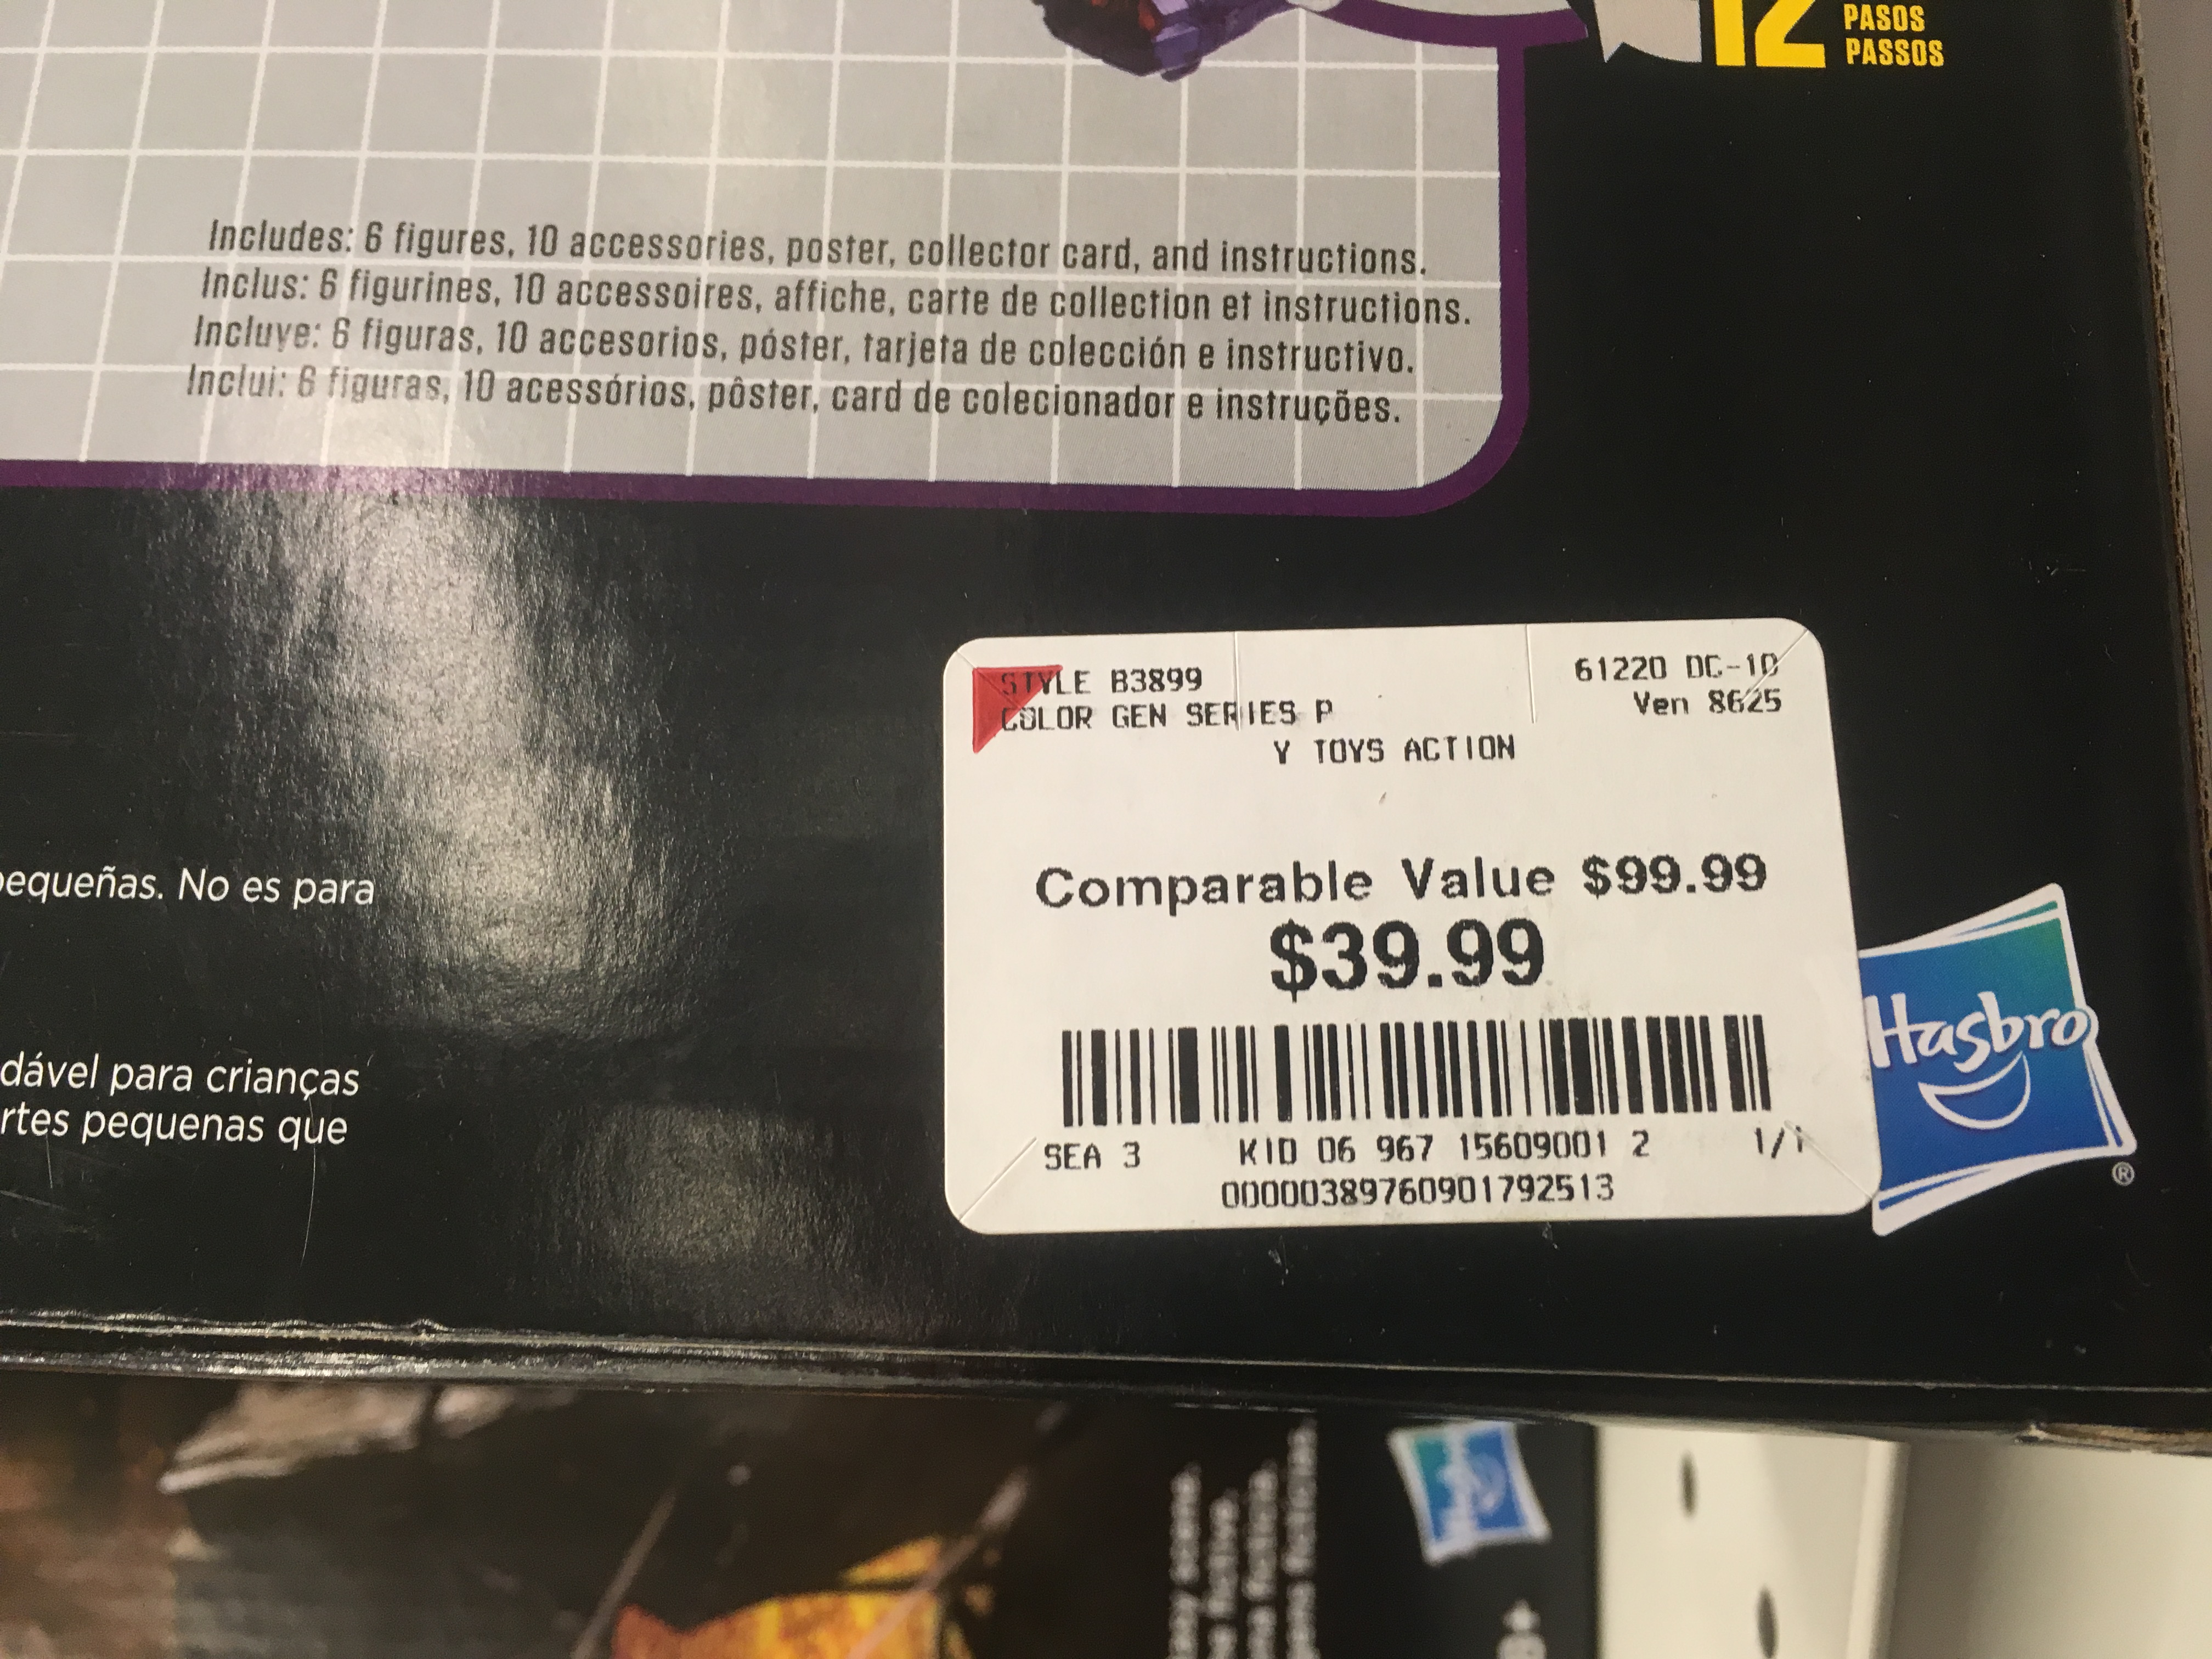 12 PASOS
PASSOS
Includes: 6 figures, 10 accessories, poster, collector card, and instructions.
Inclus: 6 figurines, 10 accessoires, affiche, carte de collection et instructions.
Incluye: 6 figuras, 10 accesorios, póster, tarjeta de colección e instructivo.
Inclui: 6 figuras, 10 acessórios, pôster, card de colecionador e instruções.
pequeñas. No es para
dável para crianças
rtes pequenas que
STYLE B3899
61220 DC-10
COLOR GEN SERIES P
Ven 8625
Y TOYS ACTION
Comparable Value $99.99
$39.99
SEA 3 KID 06 967 15609001 2 1/1
00000389760901792513
Hasbro
®